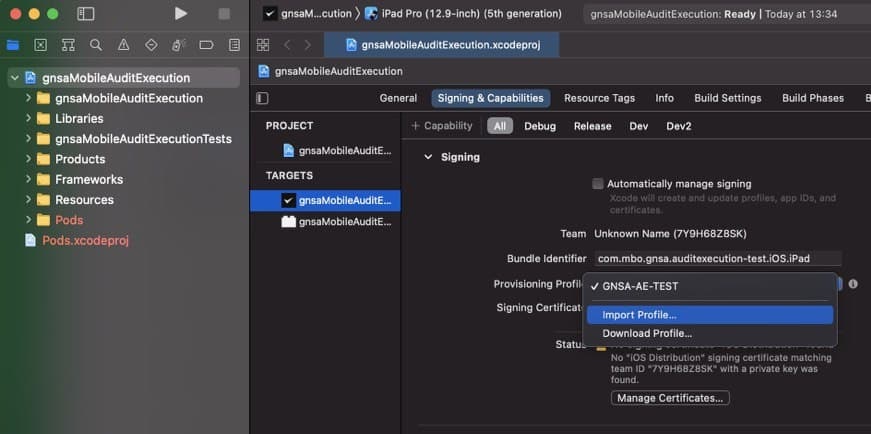 gnsaM...cution
iPad Pro (12.9-inch) (5th generation)
gnsaMobileAuditExecution: Ready | Today at 13:34
gnsaMobileAuditExecution.xcodeproj
gnsaMobileAuditExecution
gnsaMobileAuditExecution
gnsaMobileAuditExecution
Libraries
gnsaMobileAuditExecutionTests
Products
Frameworks
Resources
Pods
Pods.xcodeproj
General Signing & Capabilities Resource Tags Info Build Settings Build Phases B
PROJECT
gnsaMobileAuditE...
TARGETS
gnsaMobileAuditE...
gnsaMobileAuditE...
+ Capability All Debug Release Dev Dev2
Signing
Automatically manage signing
Xcode will create and update profiles, app IDs, and
certificates.
Team Unknown Name (7Y9H68Z8SK)
Bundle Identifier com.mbo.gnsa.auditexecution-test.iOS.iPad
Provisioning Profil
GNSA-AE-TEST
Import Profile...
Download Profile...
Signing Certificat
Status
No "iOS Distribution" signing certificate matching
team ID "7Y9H68Z8SK" with a private key was
found.
Manage Certificates...